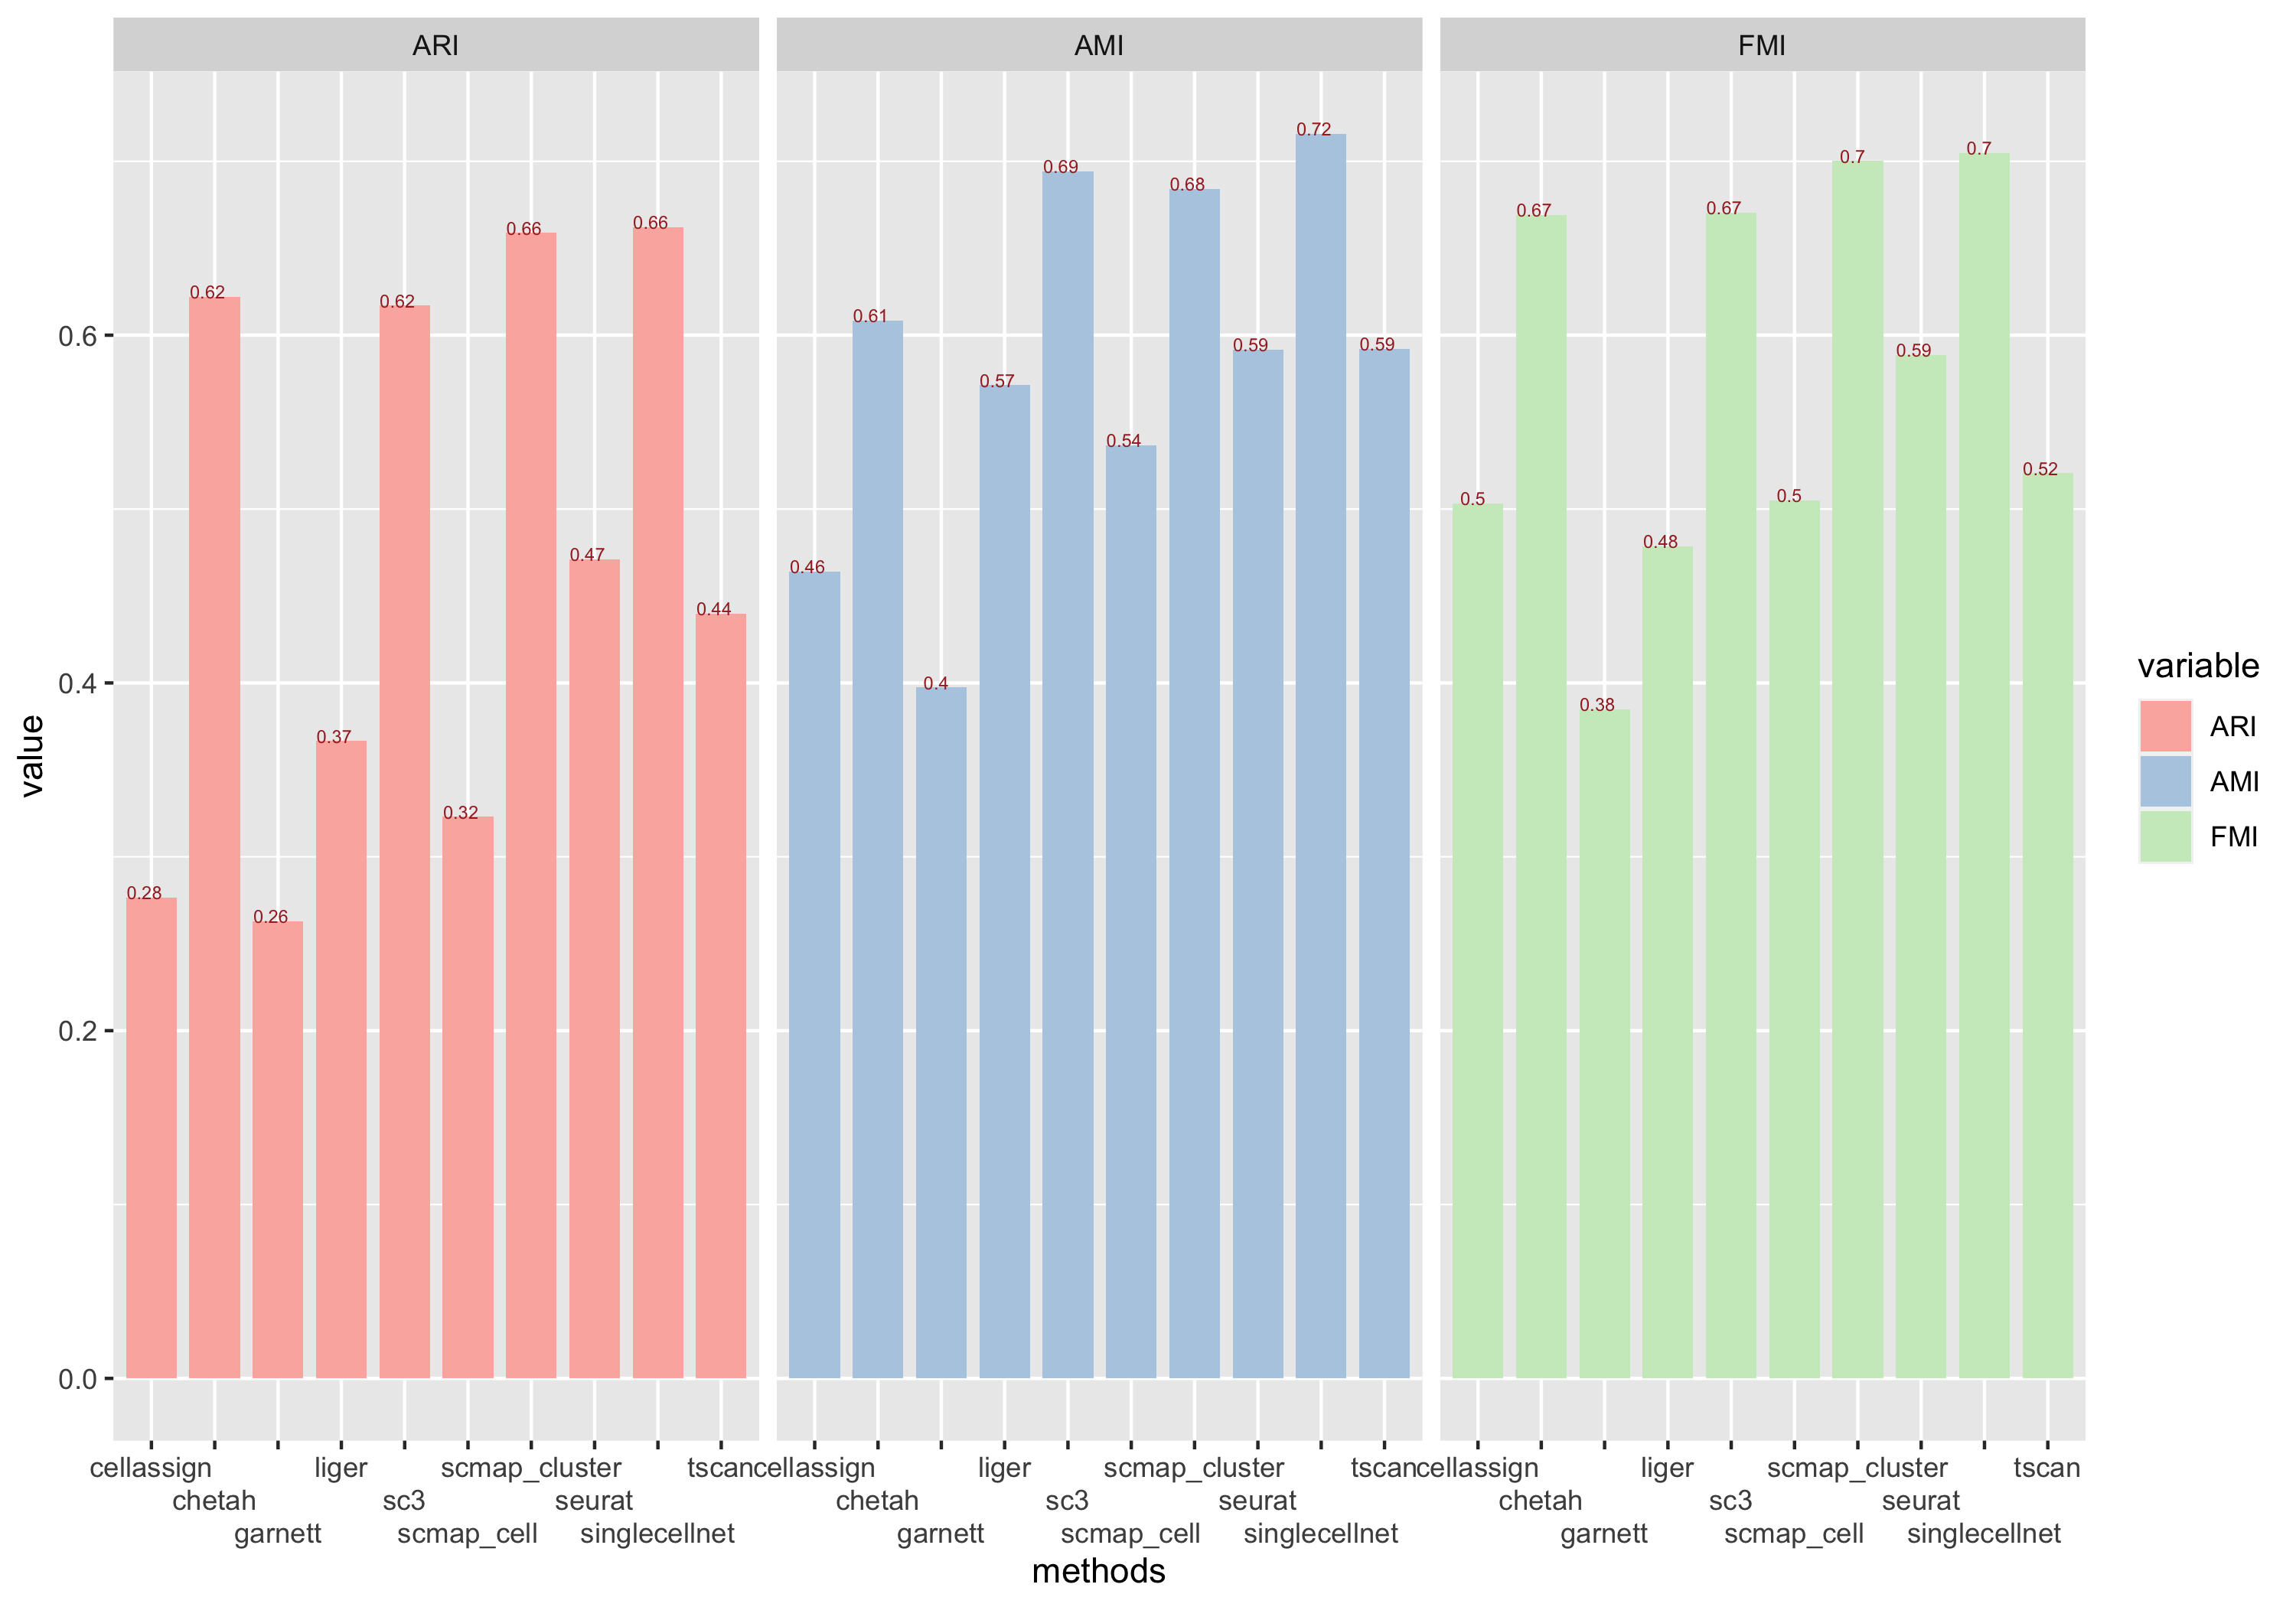 ARI AMI FMI
0.72
0.69 0.68 0.7 0.7
0.66 0.66 0.67 0.67
0.62 0.62 0.61
0.6
0.57 0.59 0.59 0.59
0.54
0.47 0.46 0.5 0.48 0.5 0.52
0.44
0.4 0.4 0.38
0.37
0.32
0.28 0.26
0.2
0.0
value
variable
ARI
AMI
FMI
cellassign liger scmap_cluster tscan cellassign liger scmap_cluster tscan cellassign liger scmap_cluster tscan
chetah sc3 seurat chetah sc3 seurat chetah sc3 seurat
garnett scmap_cell singlecellnet garnett scmap_cell singlecellnet garnett scmap_cell singlecellnet
methods